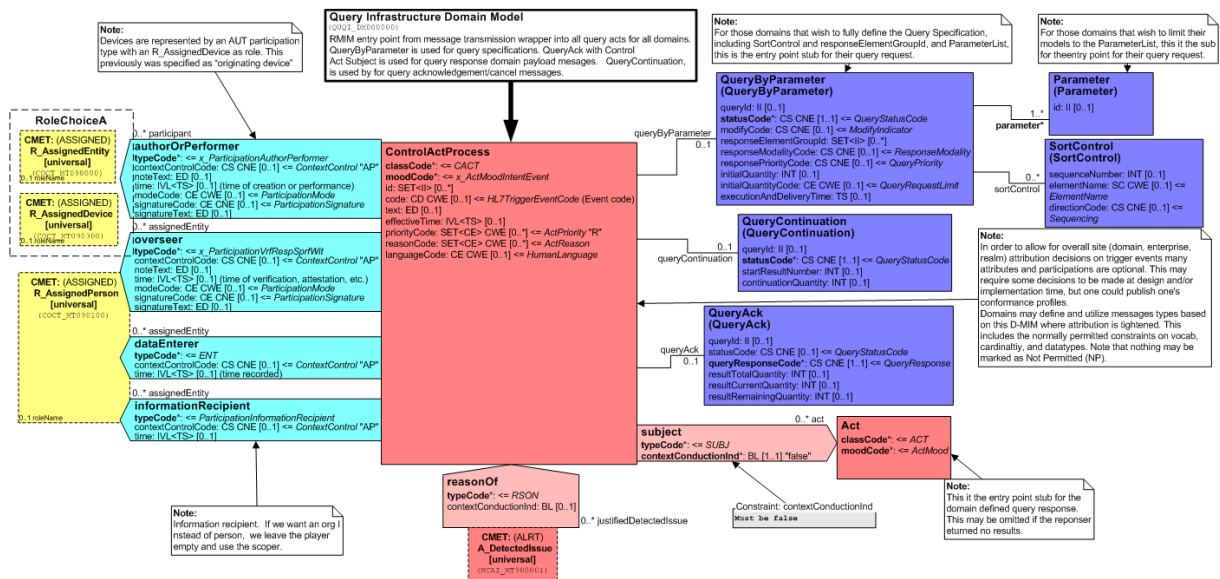 Note:
Devices are represented by an AUT participation
type with an R_AssignedDevice as role. This
previously was specified as "originating device"
Query Infrastructure Domain Model
(QUQI_DM000000)
RMIM entry point from message transmission wrapper into all query acts for all domains.
QueryByParameter is used for query specifications. QueryAck with Control
Act Subject is used for query response domain payload mesages. QueryContinuation,
is used by for query acknowledgement/cancel messages.
Note:
For those domains that wish to fully define the Query Specification,
including SortControl and responseElementGroupId, and ParameterList,
this is the entry point stub for their query request.
Note:
For those domains that wish to limit their
models to the ParameterList, this it the sub
for theentry point for their query request.
RoleChoiceA
CMET: (ASSIGNED)
R_AssignedEntity
[universal]
(COCT_MT090000)
0..1 roleName
CMET: (ASSIGNED)
R_AssignedDevice
[universal]
(COCT_MT090300)
0..1 roleName
CMET: (ASSIGNED)
R_AssignedPerson
[universal]
(COCT_MT090100)
0..1 roleName
0..* participant
authorOrPerformer
typeCode*: <= x_ParticipationAuthorPerformer
contextControlCode: CS CNE [0..1] <= ContextControl "AP"
noteText: ED [0..1]
time: IVL<TS> [0..1] (time of creation or performance)
modeCode: CE CWE [0..1] <= ParticipationMode
signatureCode: CE CNE [0..1] <= ParticipationSignature
signatureText: ED [0..1]
0..* assignedEntity
overseer
typeCode*: <= x_ParticipationVrfRespSprfWit
contextControlCode: CS CNE [0..1] <= ContextControl "AP"
noteText: ED [0..1]
time: IVL<TS> [0..1] (time of verification, attestation, etc.)
modeCode: CE CWE [0..1] <= ParticipationMode
signatureCode: CE CNE [0..1] <= ParticipationSignature
signatureText: ED [0..1]
0..* assignedEntity
dataEnterer
typeCode*: <= ENT
contextControlCode: CS CNE [0..1] <= ContextControl "AP"
time: IVL<TS> [0..1] (time recorded)
0..* assignedEntity
informationRecipient
typeCode*: <= ParticipationInformationRecipient
contextControlCode: CS CNE [0..1] <= ContextControl "AP"
time: IVL<TS> [0..1]
Note:
Information recipient. If we want an org I
nstead of person, we leave the player
empty and use the scoper.
ControlActProcess
classCode*: <= CACT
moodCode*: <= x_ActMoodIntentEvent
id: SET<II> [0..*]
code: CD CWE [0..1] <= HL7TriggerEventCode (Event code)
text: ED [0..1]
effectiveTime: IVL<TS> [0..1]
priorityCode: SET<CE> CWE [0..*] <= ActPriority "R"
reasonCode: SET<CE> CWE [0..*] <= ActReason
languageCode: CE CWE [0..1] <= HumanLanguage
queryByParameter
0..1
QueryByParameter
(QueryByParameter)
queryId: II [0..1]
statusCode*: CS CNE [1..1] <= QueryStatusCode
modifyCode: CS CNE [0..1] <= ModifyIndicator
responseElementGroupId: SET<II> [0..*]
responseModalityCode: CS CNE [0..1] <= ResponseModality
responsePriorityCode: CS CNE [0..1] <= QueryPriority
initialQuantity: INT [0..1]
initialQuantityCode: CE CWE [0..1] <= QueryRequestLimit
executionAndDeliveryTime: TS [0..1]
1..*
parameter*
Parameter
(Parameter)
id: II [0..1]
0..*
sortControl
SortControl
(SortControl)
sequenceNumber: INT [0..1]
elementName: SC CWE [0..1] <=
ElementName
directionCode: CS CNE [0..1] <=
Sequencing
0..1
queryContinuation
QueryContinuation
(QueryContinuation)
queryId: II [0..1]
statusCode*: CS CNE [1..1] <= QueryStatusCode
startResultNumber: INT [0..1]
continuationQuantity: INT [0..1]
Note:
In order to allow for overall site (domain, enterprise,
realm) attribution decisions on trigger events many
attributes and participations are optional. This may
require some decisions to be made at design and/or
implementation time, but one could publish one's
conformance profiles.
Domains may define and utilize messages types based
on this D-MIM where attribution is tightened. This
includes the normally permitted constraints on vocab,
cardinality, and datatypes. Note that nothing may be
marked as Not Permitted (NP).
queryAck
0..1
QueryAck
(QueryAck)
queryId: II [0..1]
statusCode: CS CNE [0..1] <= QueryStatusCode
queryResponseCode*: CS CNE [1..1] <= QueryResponse
resultTotalQuantity: INT [0..1]
resultCurrentQuantity: INT [0..1]
resultRemainingQuantity: INT [0..1]
0..* act
subject
typeCode*: <= SUBJ
contextConductionInd*: BL [1..1] "false"
Act
classCode*: <= ACT
moodCode*: <= ActMood
Constraint: contextConductionInd
Must be false
Note:
This it the entry point stub for the
domain defined query response.
This may be omitted if the reponser
eturned no results.
reasonOf
typeCode*: <= RSON
contextConductionInd: BL [0..1]
0..* justifiedDetectedIssue
CMET: (ALRT)
A_DetectedIssue
[universal]
(MCAI_MT900001)